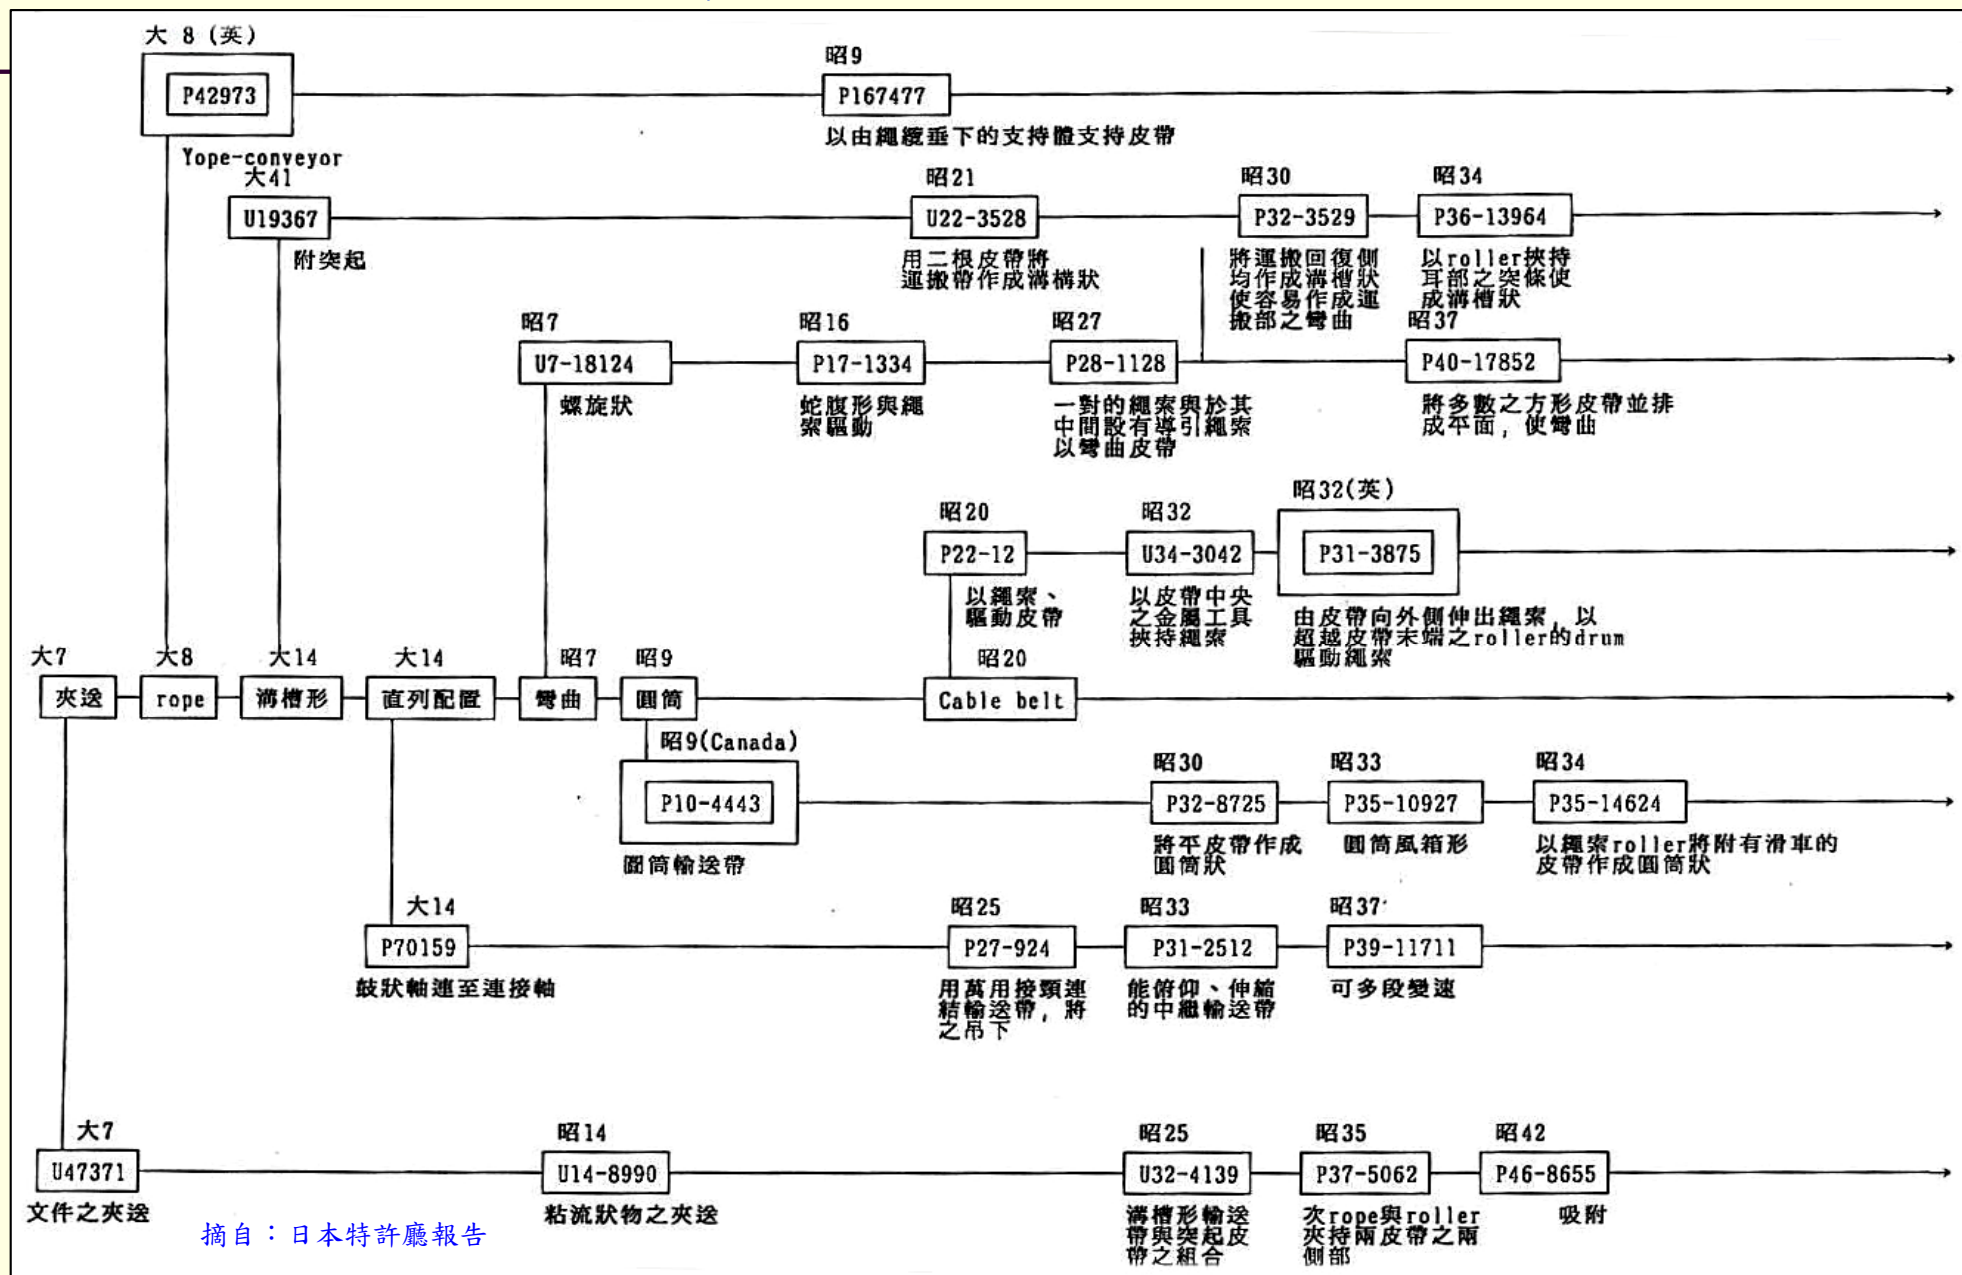 大 8 (英)
P42973
Yope-conveyor
昭9
P167477
以由繩纜垂下的支持體支持皮帶
大41
U19367
附突起
昭21
U22-3528
用二根皮帶將
運搬帶作成溝構狀
昭30
P32-3529
將運搬回復側
均作成溝槽狀
使容易作成運
搬部之彎曲
昭34
P36-13964
以roller挾持
耳部之突條使
成溝槽狀
昭7
U7-18124
螺旋狀
昭16
P17-1334
蛇腹形與繩
索驅動
昭27
P28-1128
一對的繩索與於其
中間設有導引繩索
以彎曲皮帶
昭37
P40-17852
將多數之方形皮帶並排
成平面，使彎曲
昭20
P22-12
以繩索、
驅動皮帶
昭32
U34-3042
以皮帶中央
之金屬工具
挾持繩索
昭32(英)
P31-3875
由皮帶向外側伸出繩索，以
超越皮帶末端之roller的drum
驅動繩索
大7
夾送
大8
rope
大14
溝槽形
大14
直列配置
昭7
彎曲
昭9
圓筒
昭20
Cable belt
昭9(Canada)
P10-4443
圓筒輸送帶
昭30
P32-8725
將平皮帶作成
圓筒狀
昭33
P35-10927
圓筒風箱形
昭34
P35-14624
以繩索roller將附有滑車的
皮帶作成圓筒狀
大14
P70159
鼓狀軸連至連接軸
昭25
P27-924
用萬用接頸連
結輸送帶，將
之吊下
昭33
P31-2512
能俯仰、伸縮
的中繼輸送帶
昭37
P39-11711
可多段變速
大7
U47371
文件之夾送
昭14
U14-8990
粘流狀物之夾送
昭25
U32-4139
溝槽形輸送
帶與突起皮
帶之組合
昭35
P37-5062
次rope與roller
夾持兩皮帶之兩
側部
昭42
P46-8655
吸附
摘自：日本特許廳報告